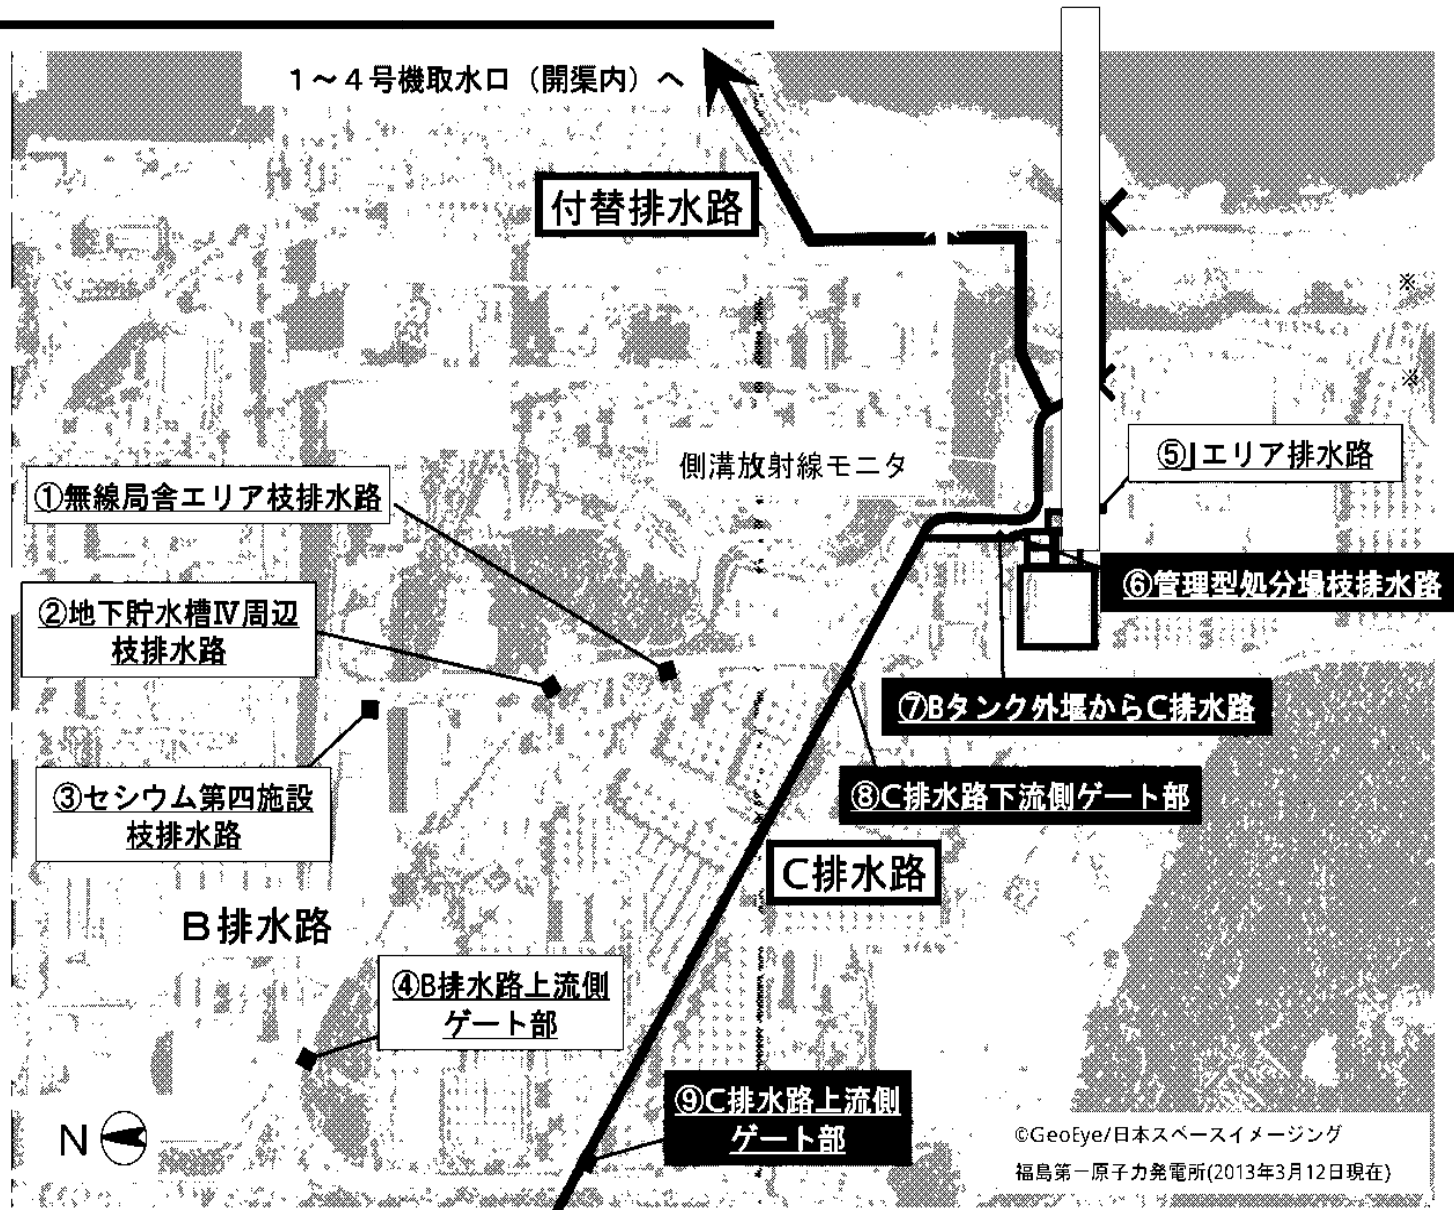 1～4号機取水口（開渠内）へ
付替排水路
※
※
側溝放射線モニタ
⑤Jエリア排水路
①無線局舎エリア枝排水路
⑥管理型処分場枝排水路
②地下貯水槽Ⅳ周辺
枝排水路
⑦Bタンク外堰からC排水路
③セシウム第四施設
枝排水路
⑧C排水路下流側ゲート部
C排水路
B排水路
④B排水路上流側
ゲート部
⑨C排水路上流側
ゲート部
N
©GeoEye/日本スペースイメージング
福島第一原子力発電所(2013年3月12日現在)